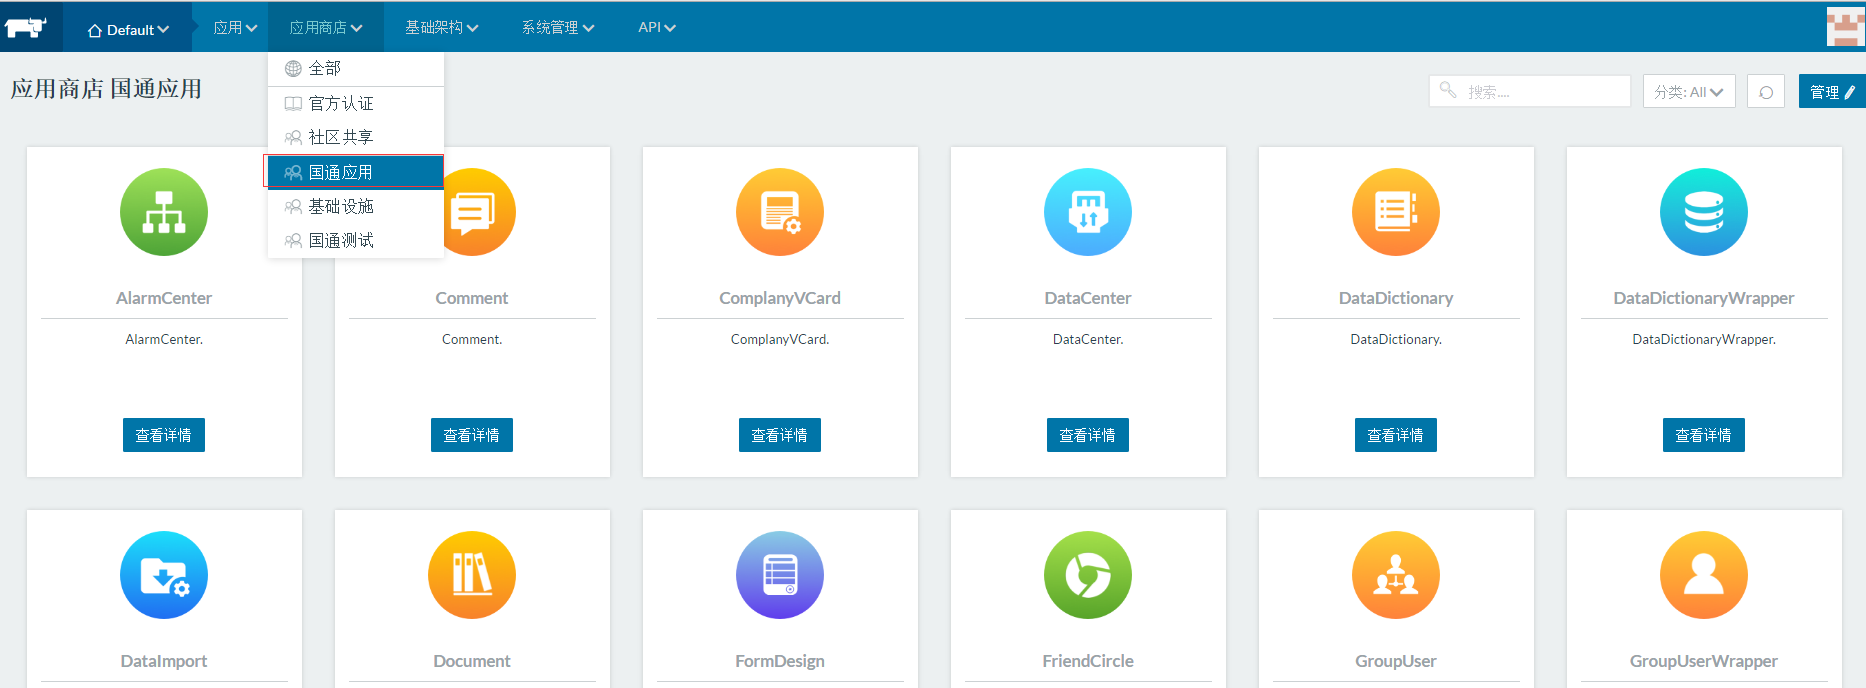 Default
应用
应用商店
基础架构
系统管理
API
全部
官方认证
社区共享
国通应用
基础设施
国通测试
应用商店 国通应用
搜索....
分类: All
管理
AlarmCenter
AlarmCenter.
查看详情
Comment
Comment.
查看详情
ComplanyVCard
ComplanyVCard.
查看详情
DataCenter
DataCenter.
查看详情
DataDictionary
DataDictionary.
查看详情
DataDictionaryWrapper
DataDictionaryWrapper.
查看详情
DataImport
Document
FormDesign
FriendCircle
GroupUser
GroupUserWrapper